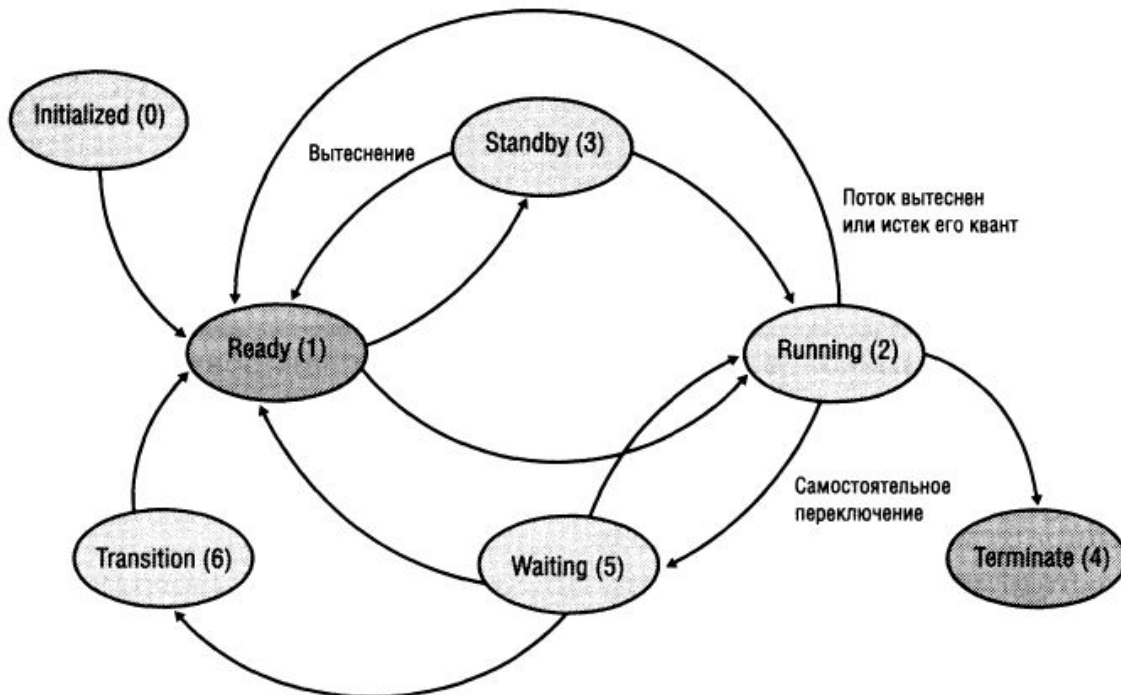 Initialized (0)
Standby (3)
Вытеснение
Поток вытеснен
или истек его квант
Ready (1)
Running (2)
Самостоятельное
переключение
Transition (6)
Waiting (5)
Terminate (4)